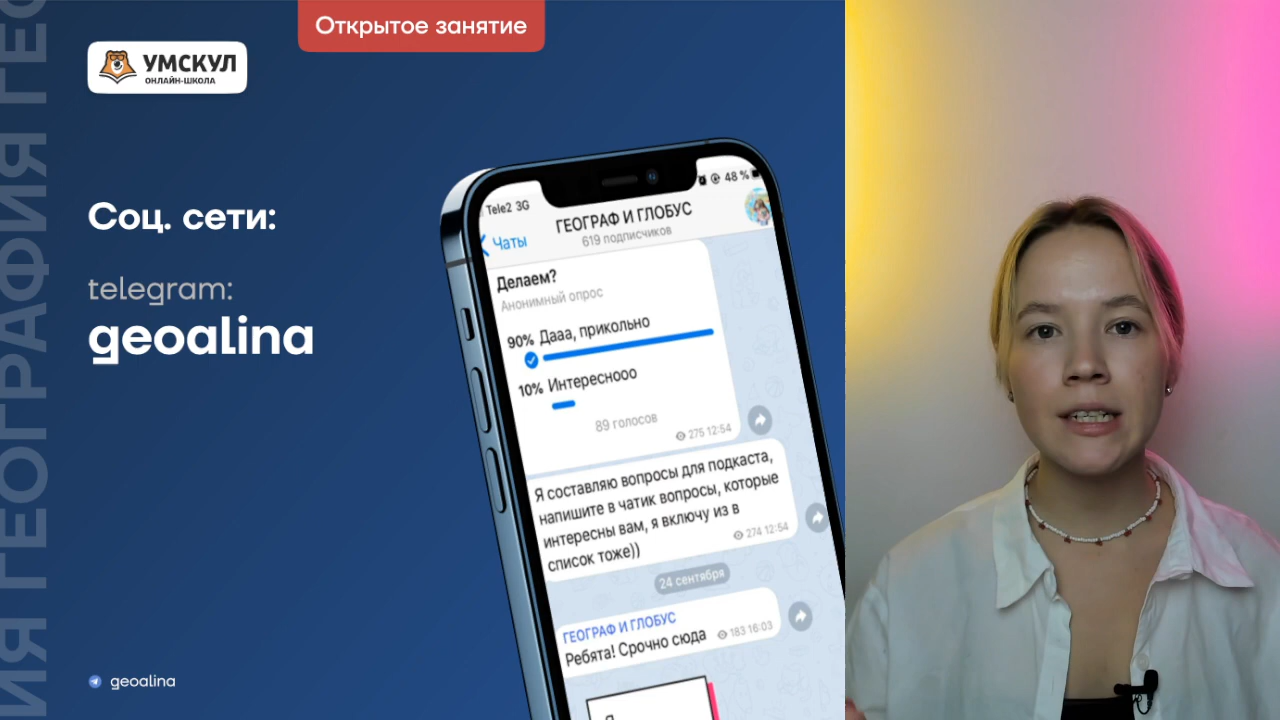 Открытое занятие
УМСКУЛ
ОНЛАЙН-ШКОЛА
ГЕОГРАФИЯ
Соц. сети:
telegram:
geoalina
Tele2 3G
48 %
Чаты
ГЕОГРАФ И ГЛОБУС
619 подписчиков
Делаем?
Анонимный опрос
90% Дааа, прикольно
10% Интереснооо
89 голосов
275 12:54
Я составляю вопросы для подкаста,
напишите в чатик вопросы, которые
интересны вам, я включу из в
список тоже))
274 12:54
24 сентября
ГЕОГРАФ И ГЛОБУС
Ребята! Срочно сюда
183 16:03
geoalina